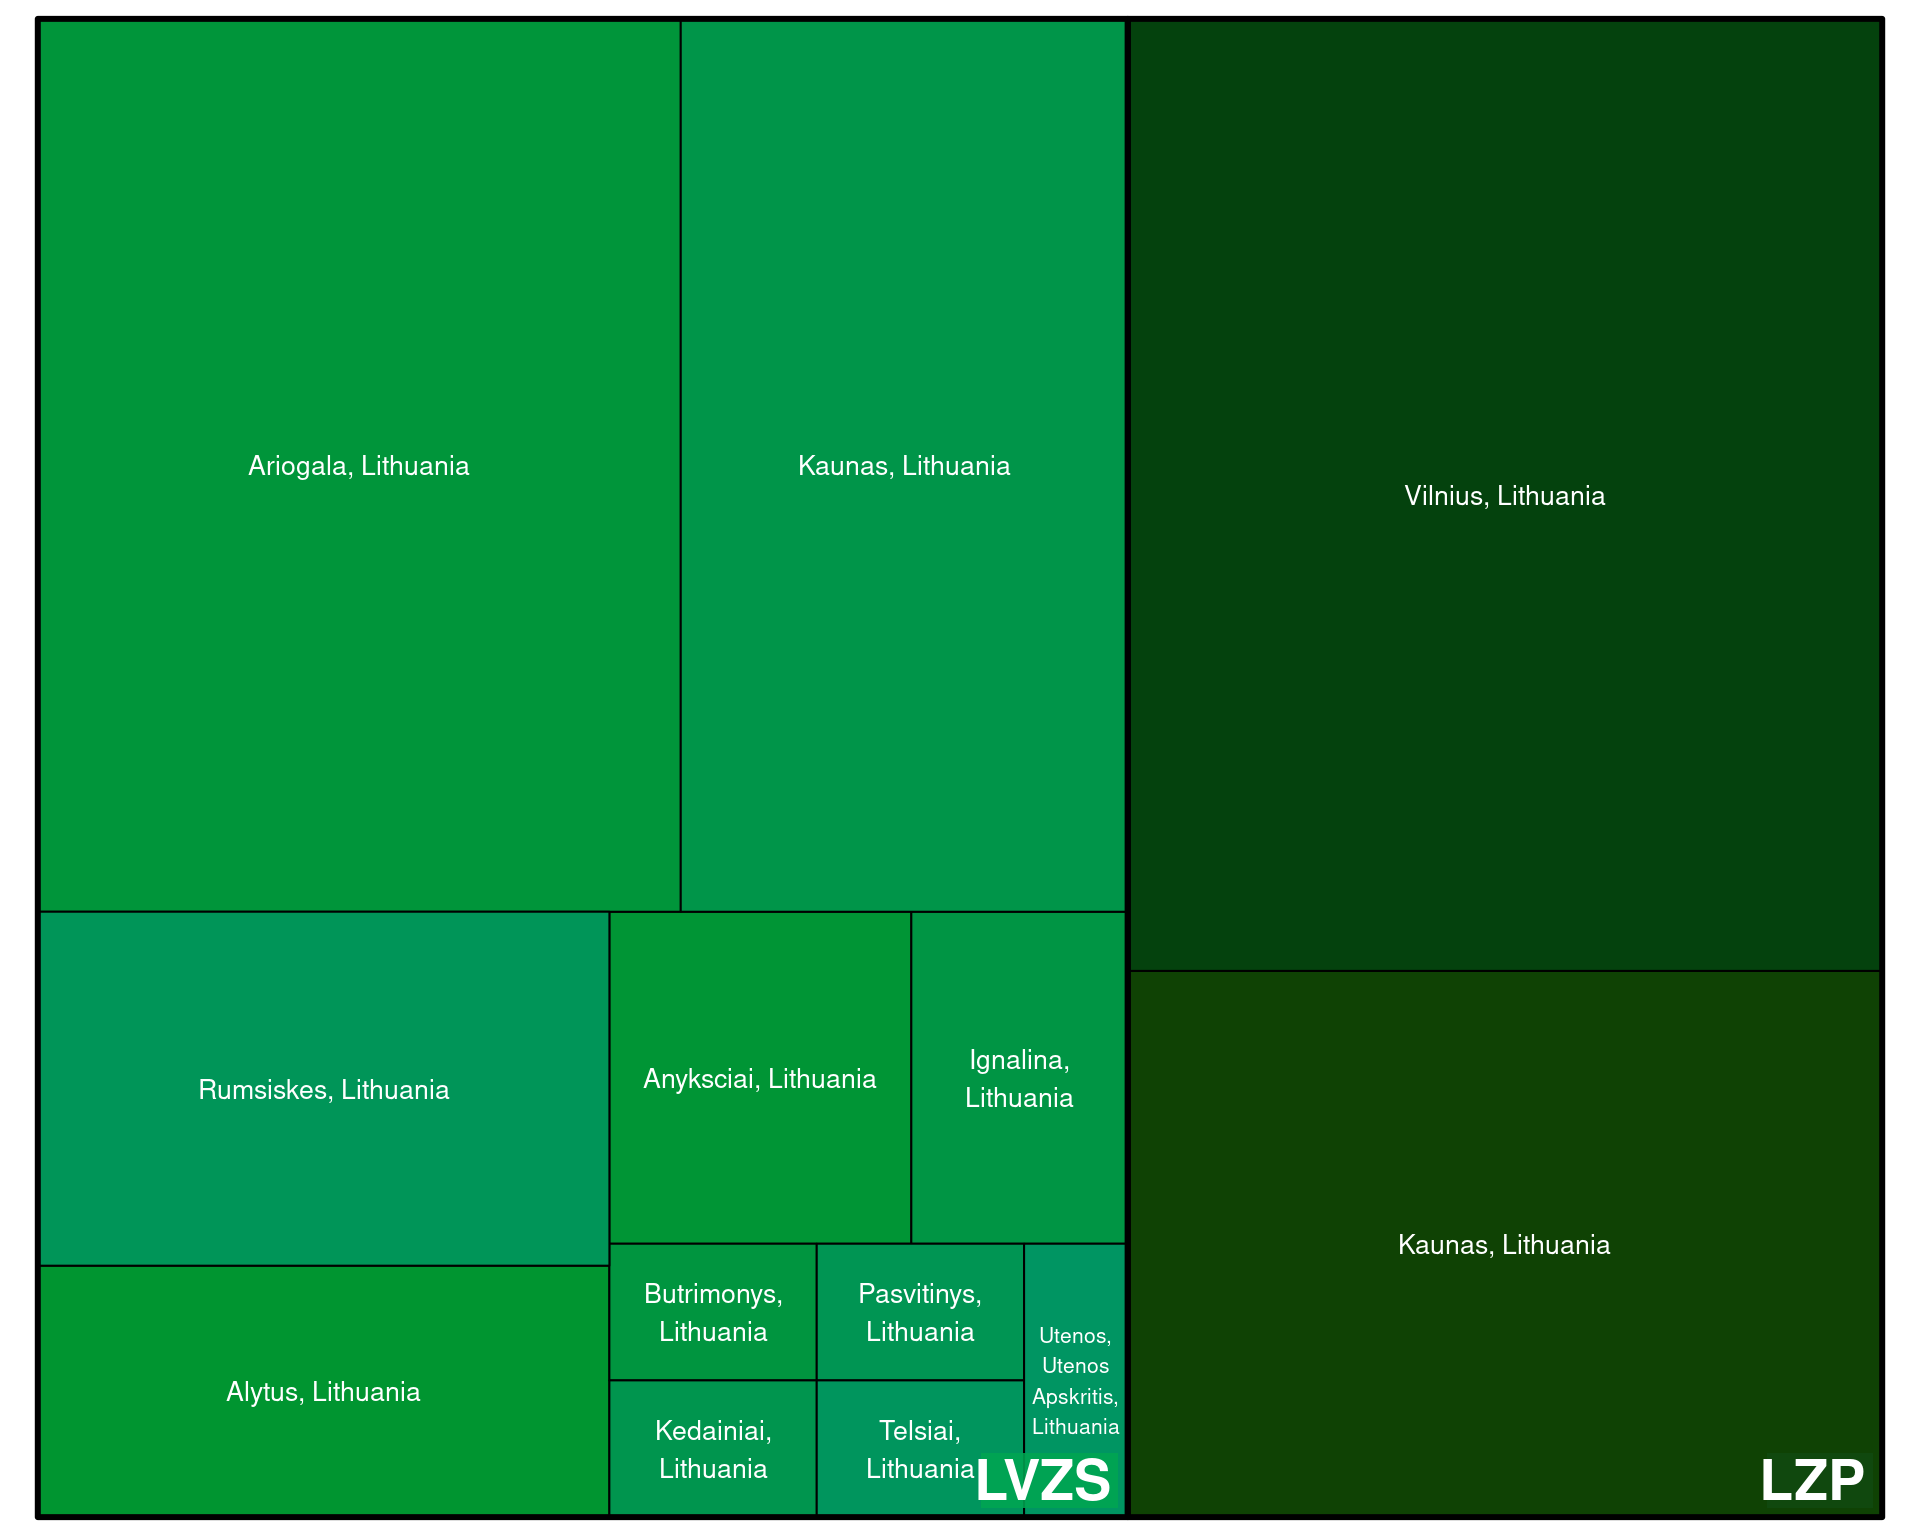 Ariogala, Lithuania
Kaunas, Lithuania
Vilnius, Lithuania
Rumsiskes, Lithuania
Anyksciai, Lithuania
Ignalina,
Lithuania
Kaunas, Lithuania
Alytus, Lithuania
Butrimonys,
Lithuania
Pasvitinys,
Lithuania
Utenos,
Utenos
Apskritis,
Lithuania
Kedainiai,
Lithuania
Telsiai,
Lithuania
LVZS
LZP